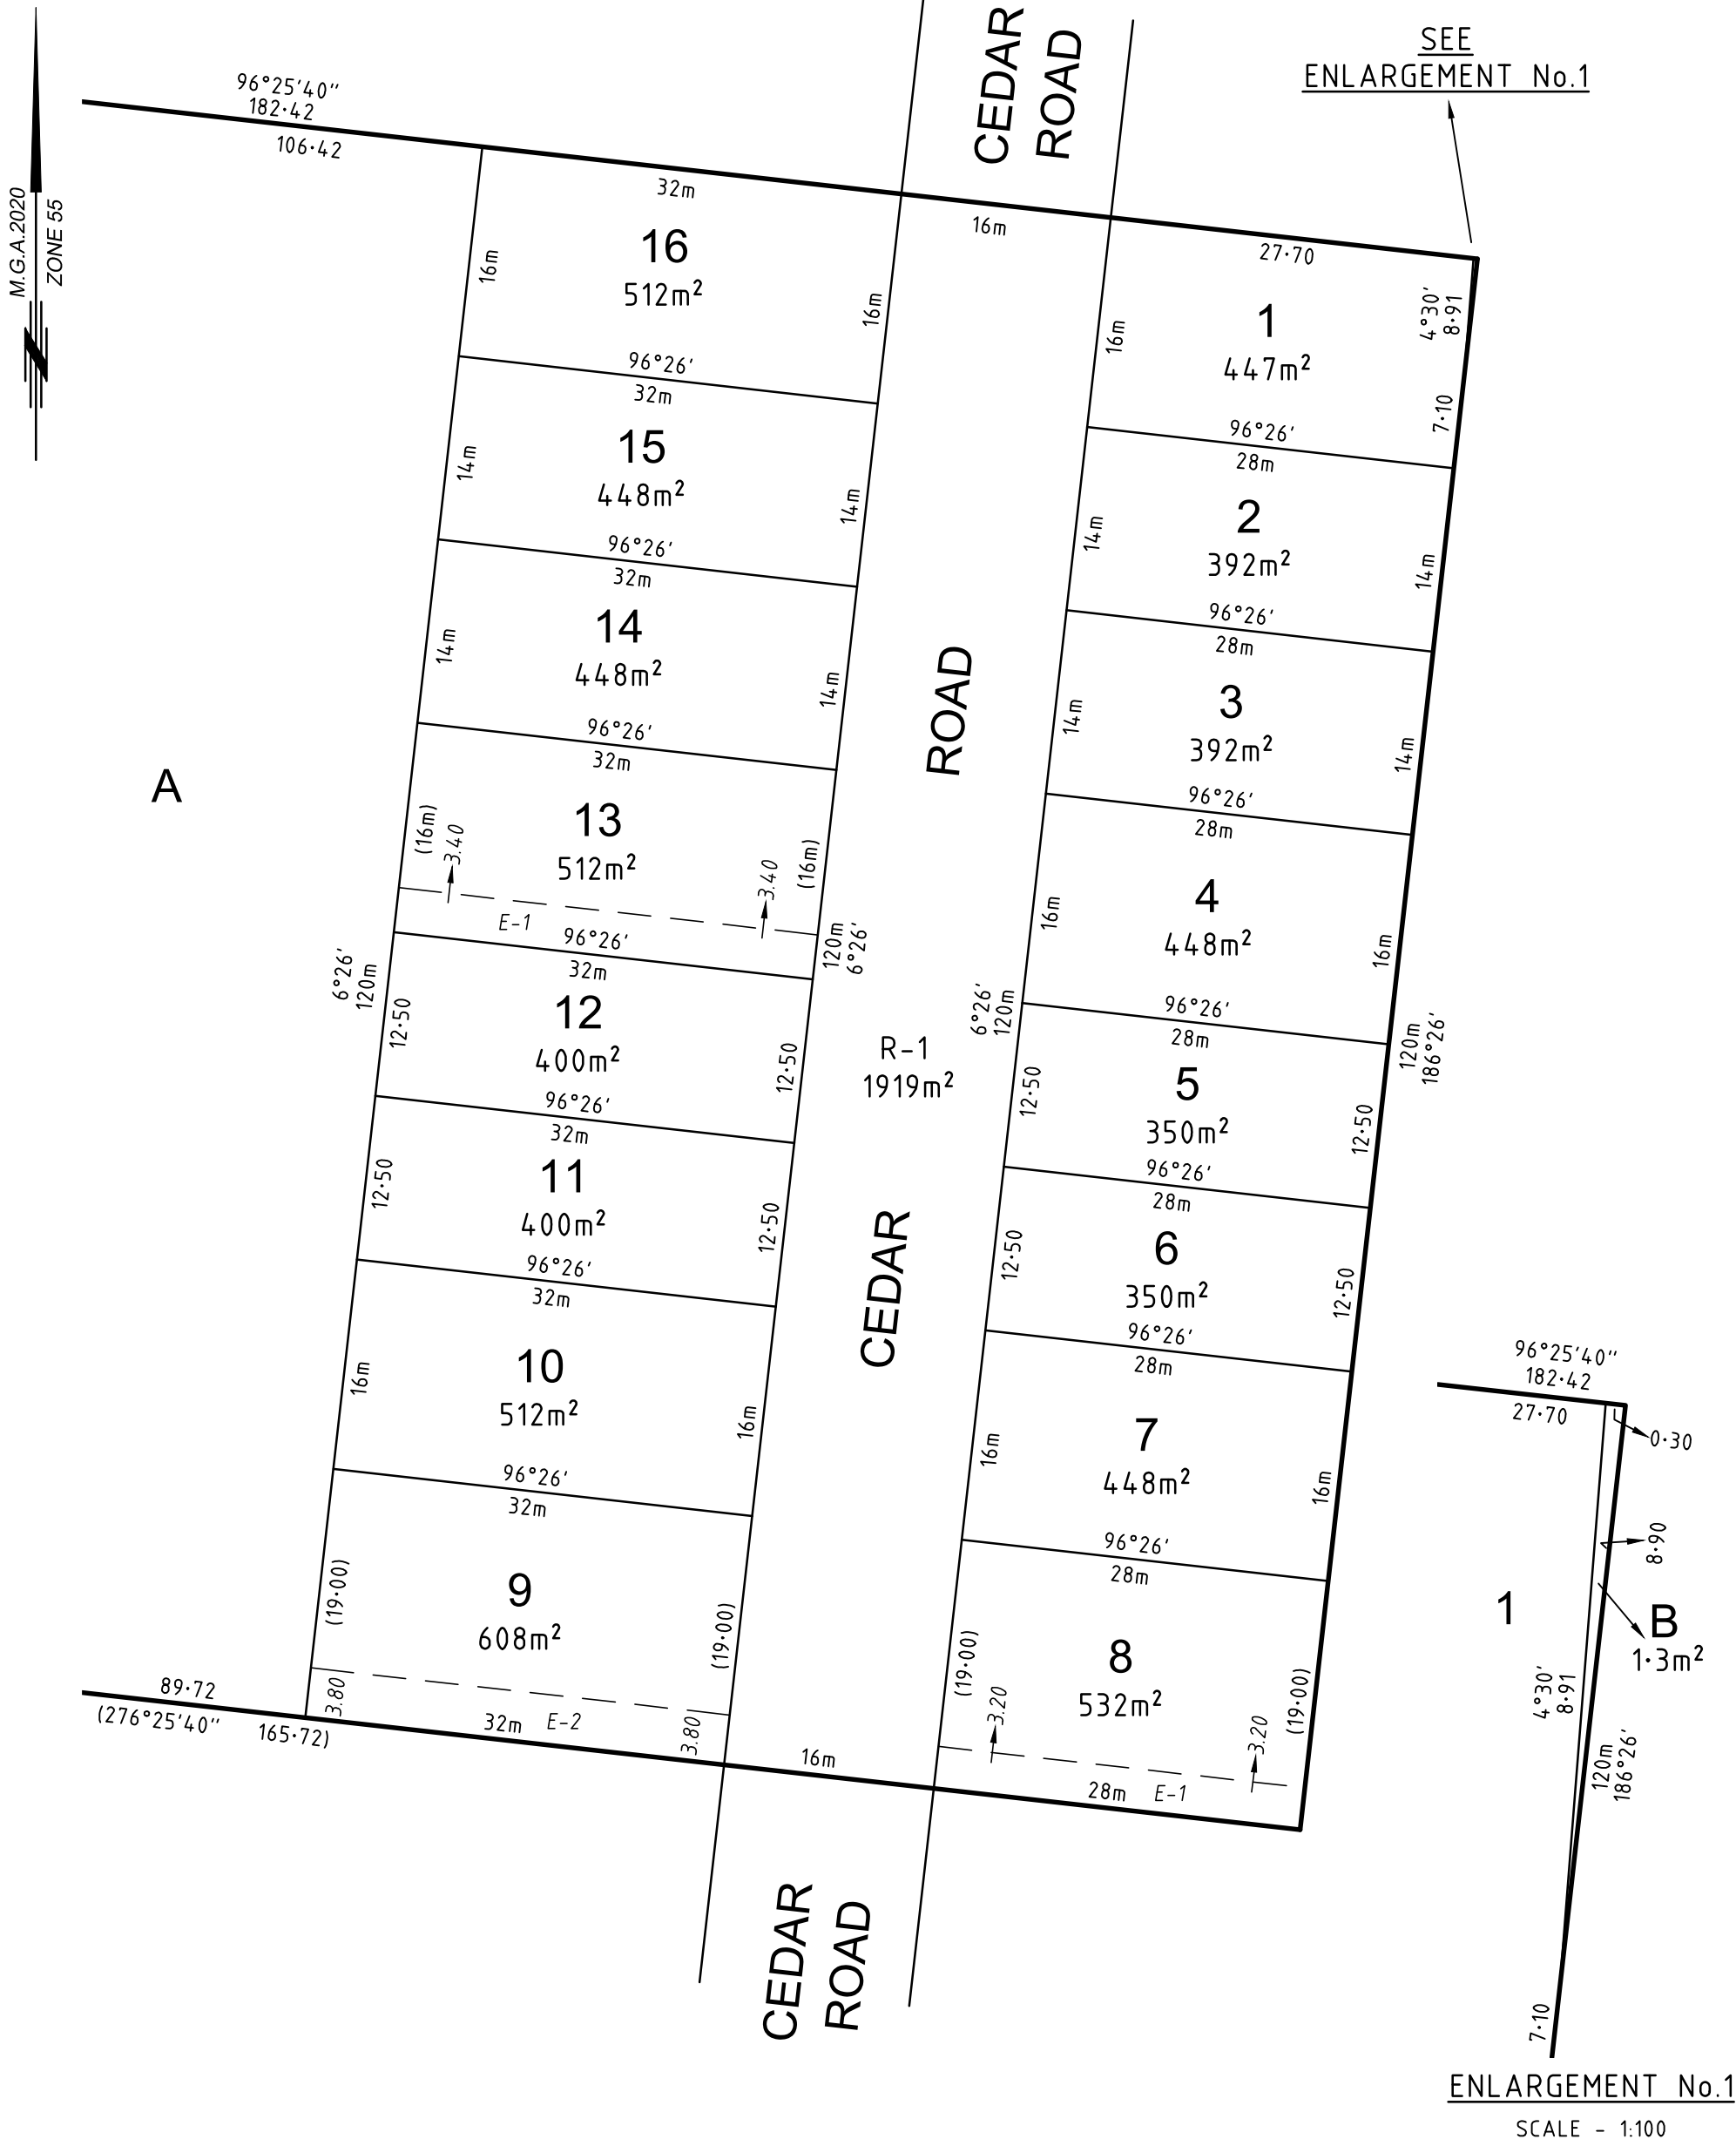 M.G.A.2020
ZONE 55
96°25'40"
182·42
106·42
CEDAR
ROAD
SEE
ENLARGEMENT No.1
32m
16m
27·70
16m
16
512m²
16m
16m
1
447m²
4°30'
8·91
7·10
96°26'
32m
96°26'
28m
14m
15
448m²
14m
14m
2
392m²
14m
96°26'
32m
96°26'
28m
14m
14
448m²
14m
14m
3
392m²
14m
ROAD
96°26'
32m
96°26'
28m
A
(16m)
3.40
13
512m²
3.40
(16m)
E-1
16m
4
448m²
16m
96°26'
32m
6°26'
120m
120m
6°26'
6°26'
120m
96°26'
28m
120m
186°26'
12·50
12
400m²
12·50
R-1
1919m²
12·50
5
350m²
12·50
96°26'
32m
96°26'
28m
12·50
11
400m²
12·50
CEDAR
12·50
6
350m²
12·50
96°26'
32m
96°26'
28m
16m
10
512m²
16m
16m
7
448m²
16m
96°26'
32m
96°26'
28m
(19·00)
9
608m²
(19·00)
(19·00)
8
532m²
(19·00)
3.20
3.20
3.80
3.80
89·72
(276°25'40" 165·72)
32m E-2
16m
28m E-1
CEDAR
ROAD
96°25'40"
182·42
27·70
0·30
8·90
1
B
1·3m²
4°30'
8·91
120m
186°26'
7·10
ENLARGEMENT No.1
SCALE - 1:100